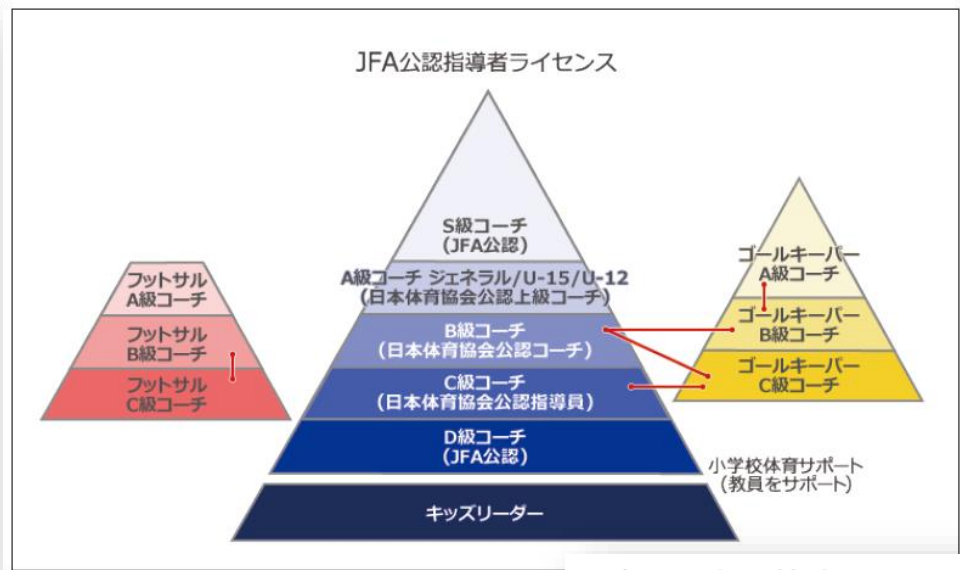 JFA公認指導者ライセンス
S級コーチ
(JFA公認)
A級コーチ ジェネラル/U-15/U-12
(日本体育協会公認上級コーチ)
B級コーチ
(日本体育協会公認コーチ)
C級コーチ
(日本体育協会公認指導員)
D級コーチ
(JFA公認)
キッズリーダー
フットサル
A級コーチ
フットサル
B級コーチ
フットサル
C級コーチ
ゴールキーパー
A級コーチ
ゴールキーパー
B級コーチ
ゴールキーパー
C級コーチ
小学校体育サポート
(教員をサポート)